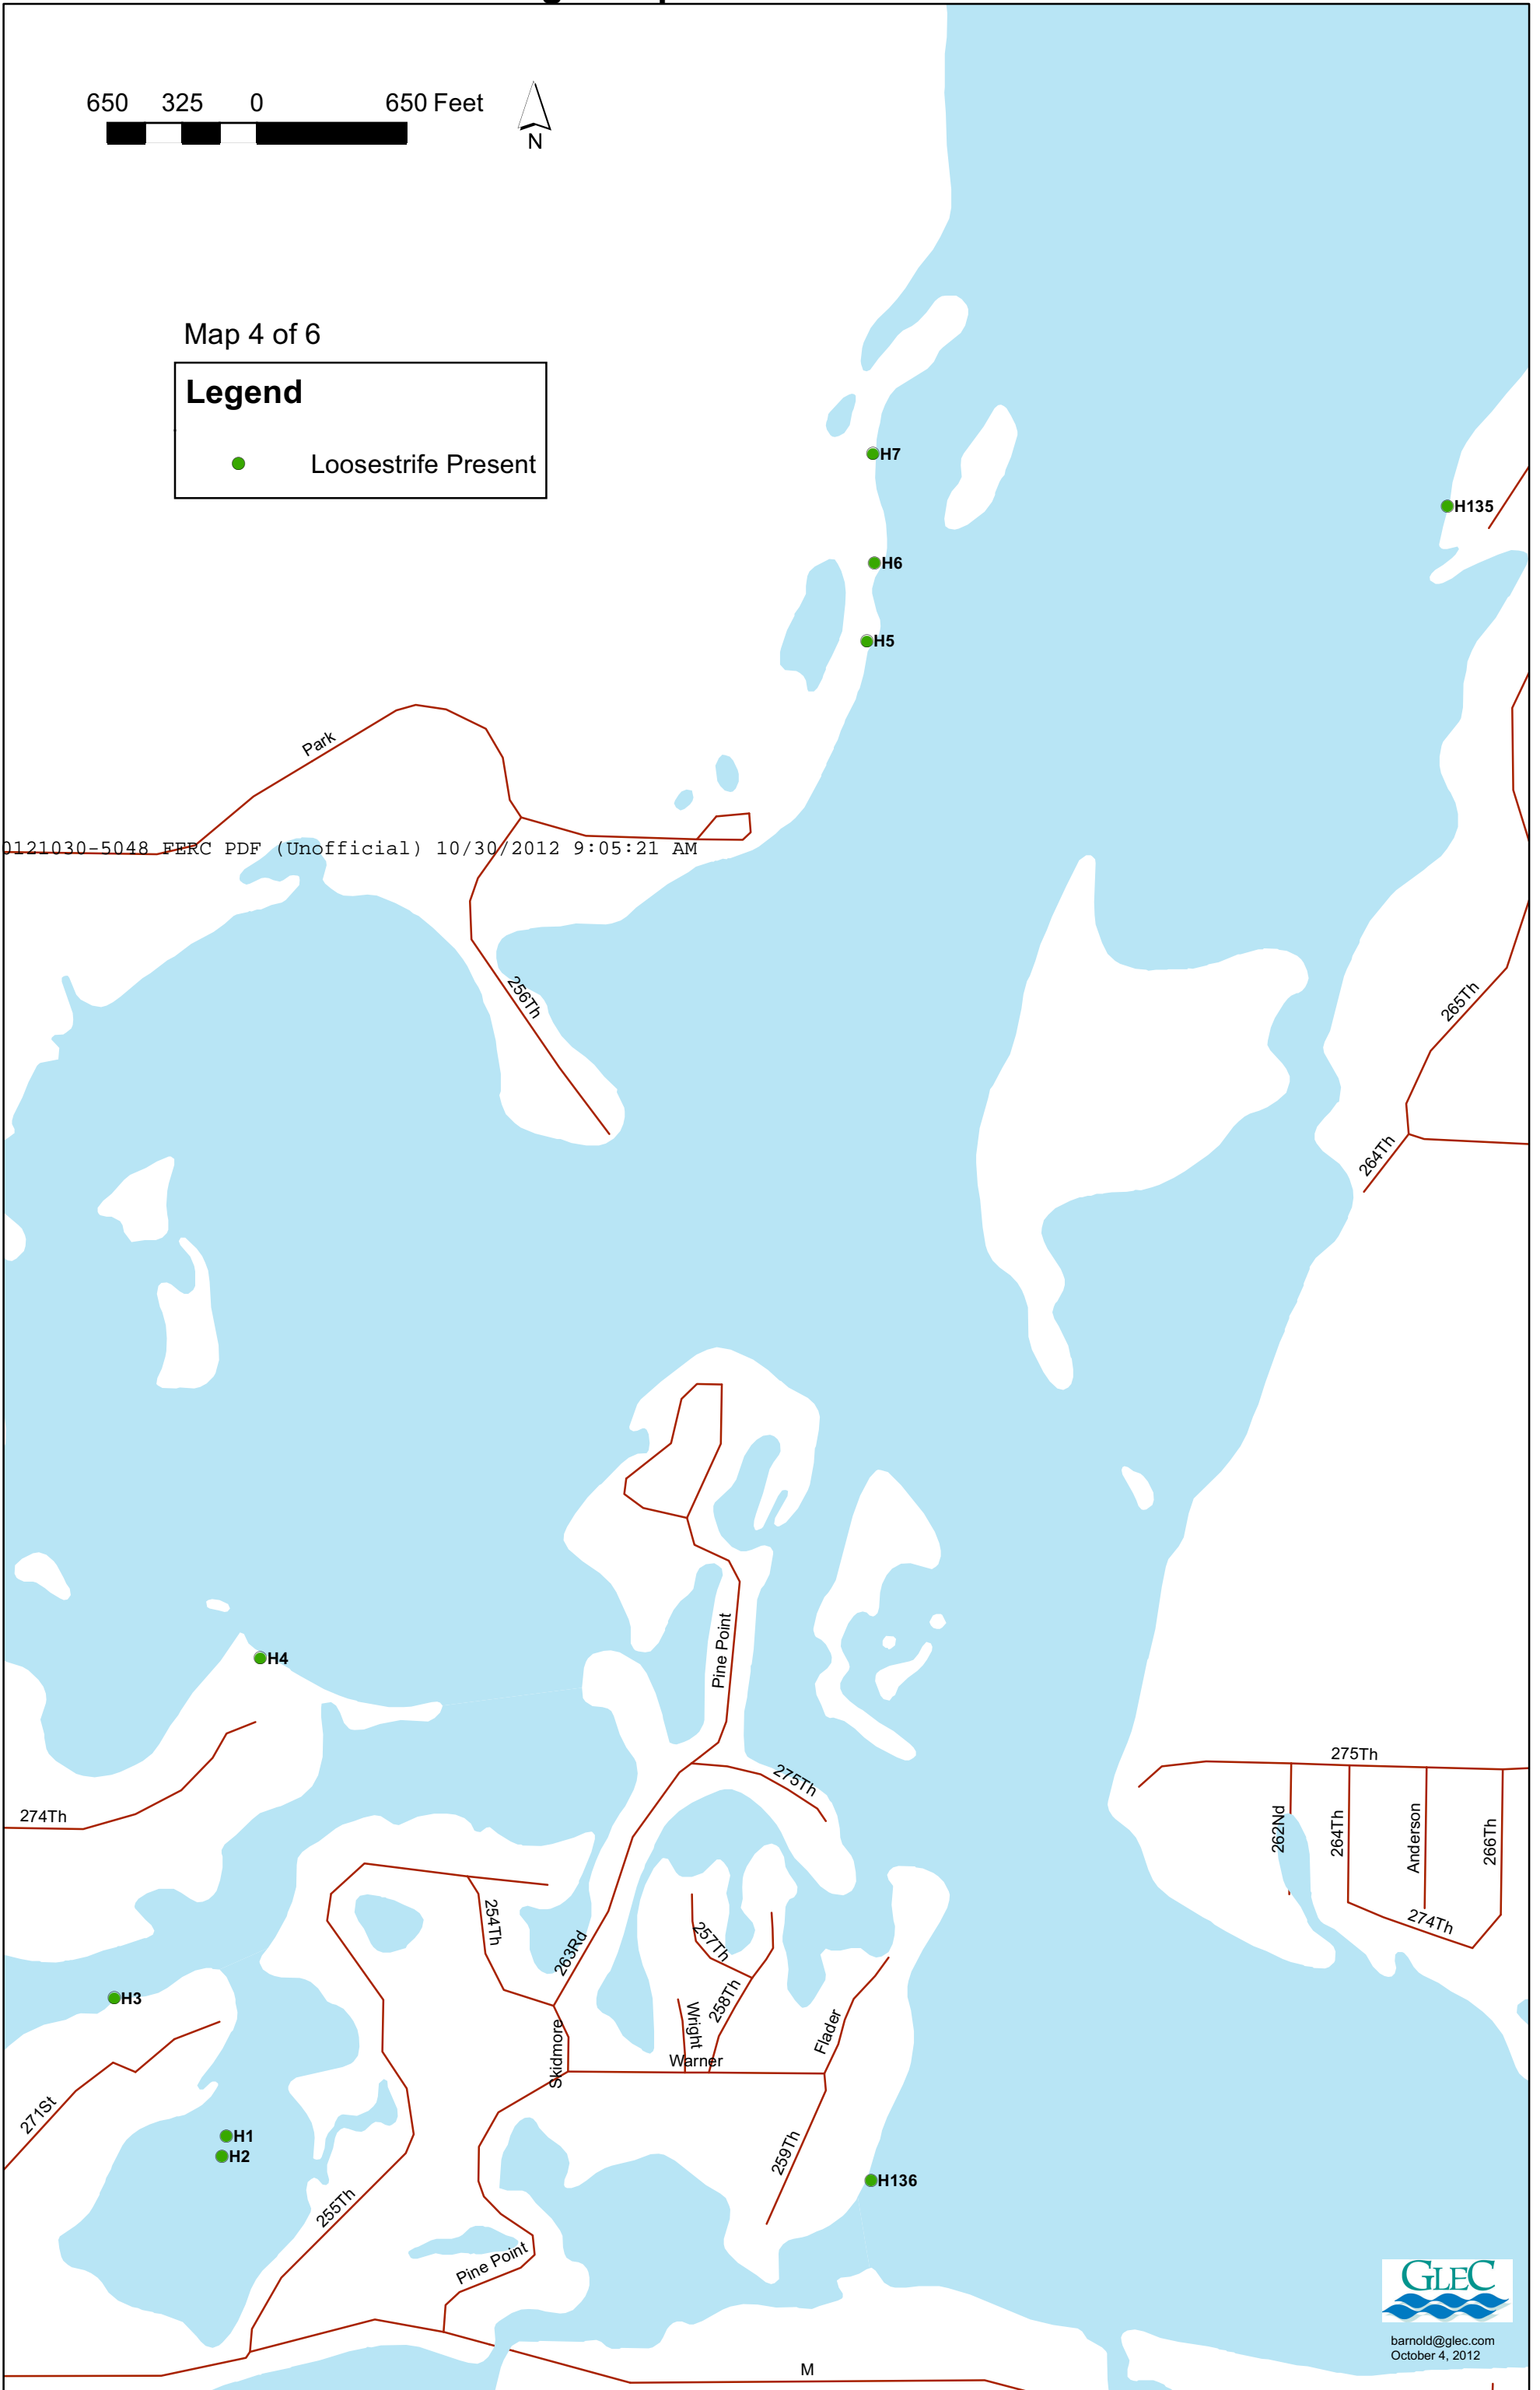 650 325 0 650 Feet
N
Map 4 of 6
Legend
Loosestrife Present
H7
H135
H6
H5
Park
0121030-5048 FERC PDF (Unofficial) 10/30/2012 9:05:21 AM
256Th
265Th
264Th
H4
Pine Point
275Th
275Th
274Th
262Nd
264Th
Anderson
266Th
274Th
254Th
263Rd
257Th
258Th
Wright
Flader
H3
Skidmore
Warner
271St
H1
H2
259Th
H136
255Th
Pine Point
GLEC
barnold@glec.com
October 4, 2012
M